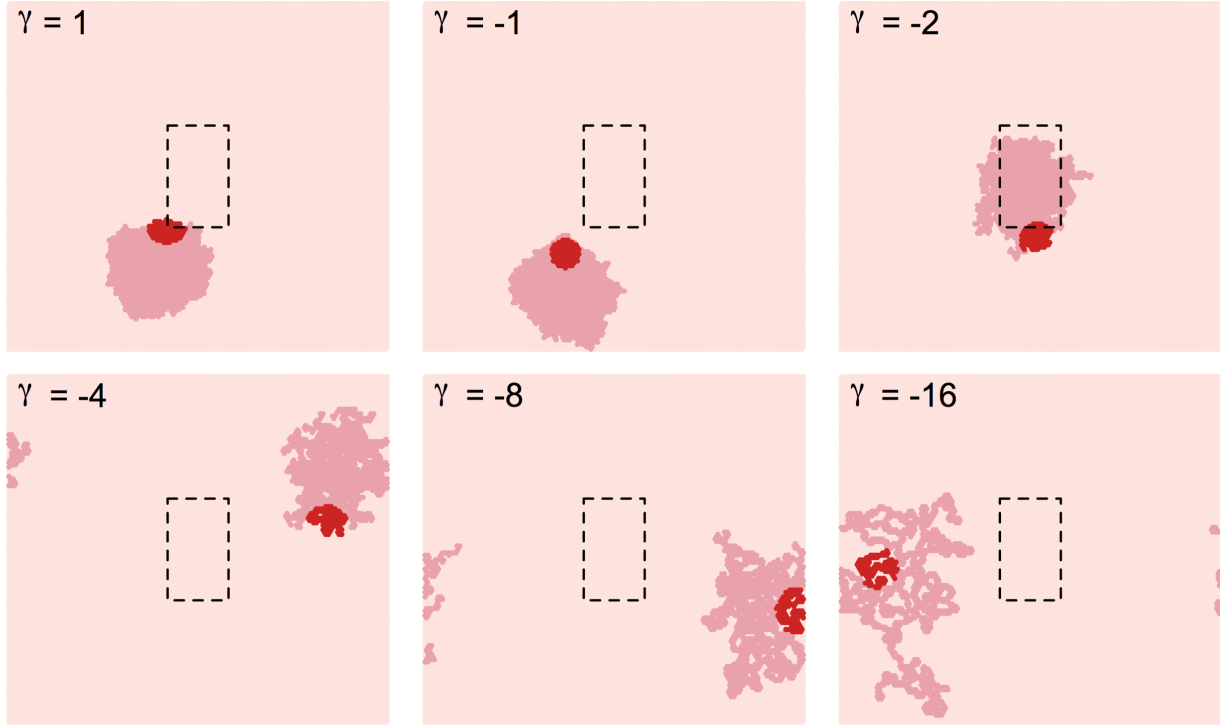 γ = 1
γ = -1
γ = -2
γ = -4
γ = -8
γ = -16